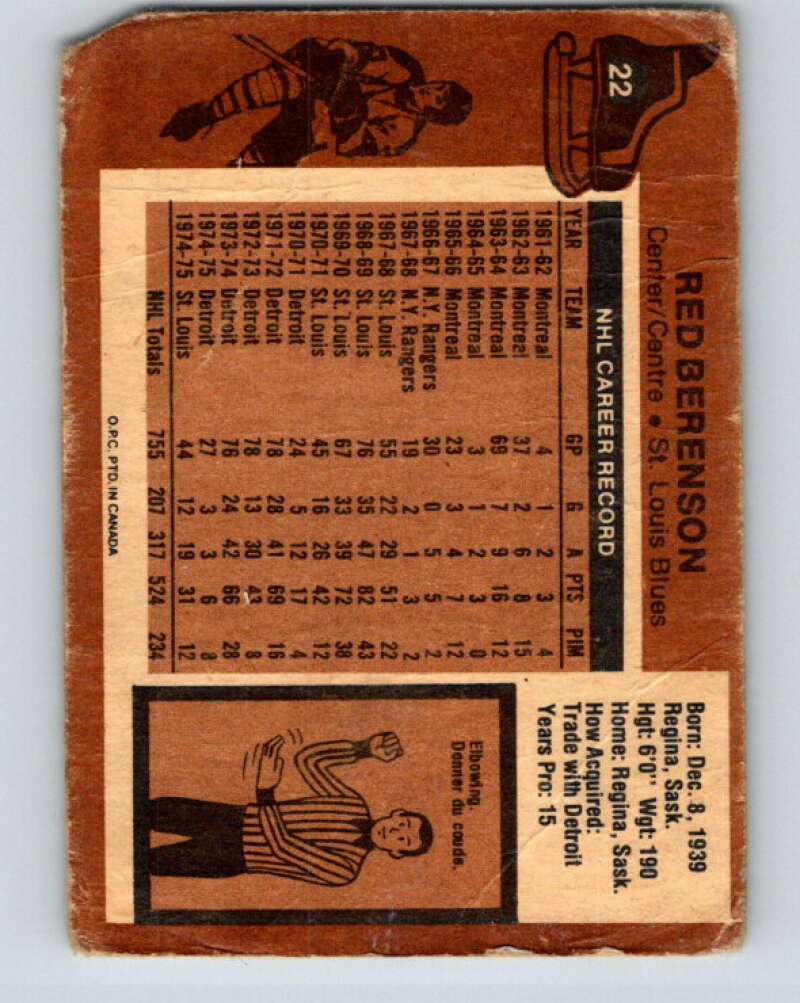 22
RED BERENSON
Center/Centre • St. Louis Blues
NHL CAREER RECORD
YEAR TEAM GP G A PTS PIM
1961-62 Montreal 4 1 2 3 4
1962-63 Montreal 37 2 6 8 15
1963-64 Montreal 69 7 9 16 12
1964-65 Montreal 3 1 2 3 0
1965-66 Montreal 23 3 4 7 12
1966-67 N.Y. Rangers 30 0 5 5 2
1967-68 N.Y. Rangers 19 2 1 3 2
1967-68 St. Louis 55 22 29 51 22
1968-69 St. Louis 76 35 47 82 43
1969-70 St. Louis 67 33 39 72 38
1970-71 St. Louis 45 16 26 42 12
1970-71 Detroit 24 5 12 17 4
1971-72 Detroit 78 28 41 69 16
1972-73 Detroit 78 13 30 43 8
1973-74 Detroit 76 24 42 66 28
1974-75 Detroit 27 3 3 6 8
1974-75 St. Louis 44 12 19 31 12
NHL Totals 755 207 317 524 234
O.P.C. PTD. IN CANADA
Born: Dec. 8, 1939
Regina, Sask.
Hgt: 6'0" Wgt: 190
Home: Regina, Sask.
How Acquired:
Trade with Detroit
Years Pro: 15
Elbowing.
Donner du coude.